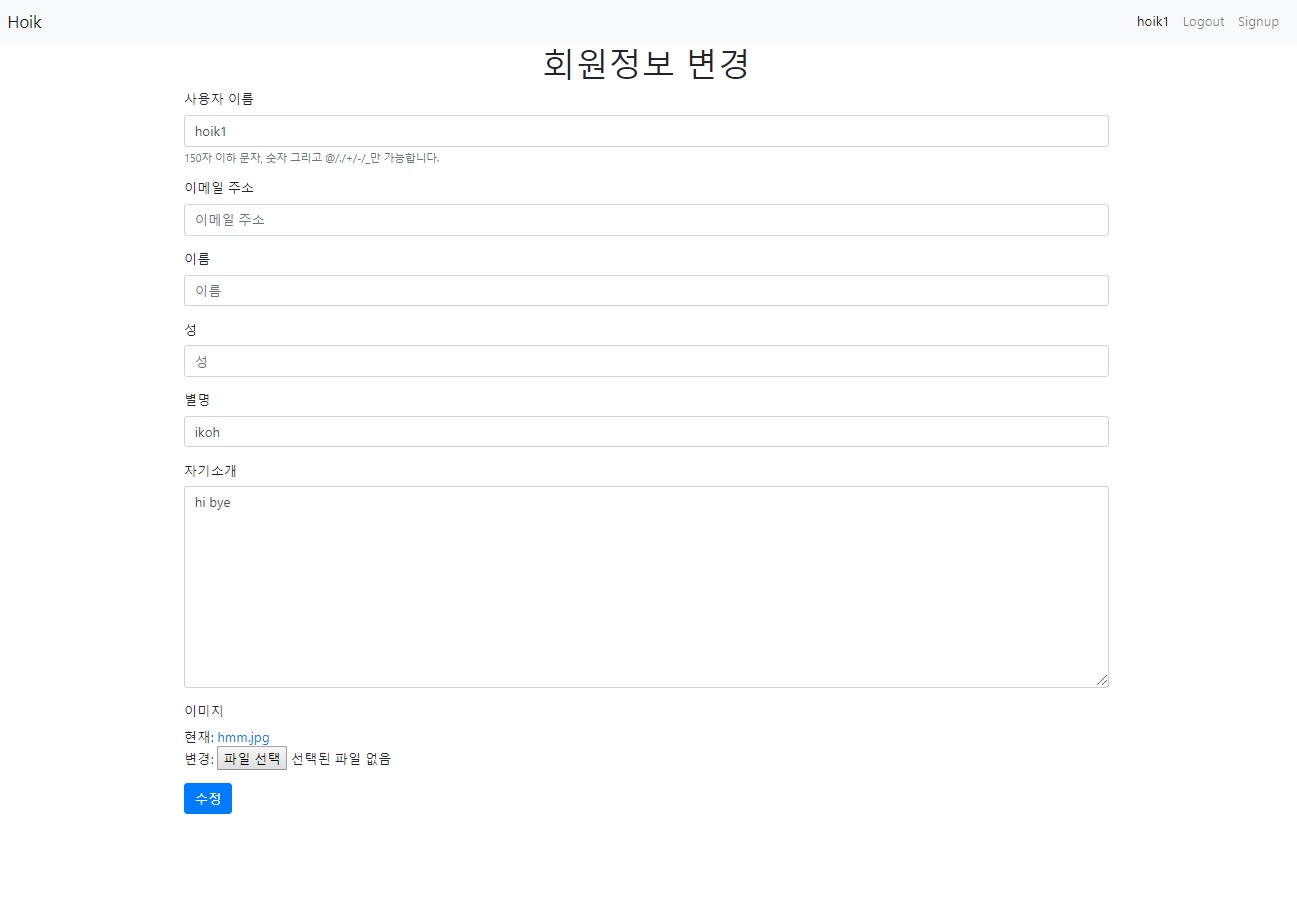 Hoik
hoik1 Logout Signup
회원정보 변경
사용자 이름
hoik1
150자 이하 문자, 숫자 그리고 @/./+/-/_만 가능합니다.
이메일 주소
이메일 주소
이름
이름
성
성
별명
ikoh
자기소개
hi bye
이미지
현재: hmm.jpg
변경: 파일 선택 선택된 파일 없음
수정